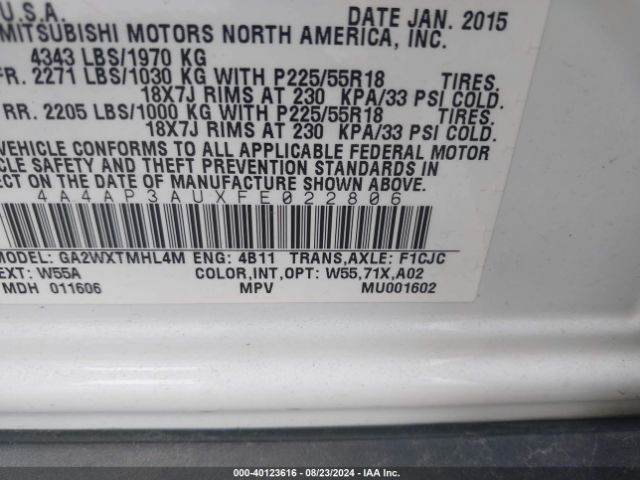 U.S.A. DATE JAN. 2015
MITSUBISHI MOTORS NORTH AMERICA, INC.
4343 LBS/1970 KG
FR. 2271 LBS/1030 KG WITH P225/55R18 TIRES,
18X7J RIMS AT 230 KPA/33 PSI COLD.
RR. 2205 LBS/1000 KG WITH P225/55R18 TIRES.
18X7J RIMS AT 230 KPA/33 PSI COLD.
VEHICLE CONFORMS TO ALL APPLICABLE FEDERAL MOTOR
CLE SAFETY AND THEFT PREVENTION STANDARDS IN
ECT ON THE DATE OF MANUFACTURE SHOWN ABOVE.
4A4AP3AUXFE022806
MODEL: GA2WXTMHL4M ENG: 4B11 TRANS,AXLE: F1CJC
EXT: W55A COLOR,INT,OPT: W55,71X,A02
MDH 011606 MPV MU001602
000-40123616 - 08/23/2024 - IAA Inc.